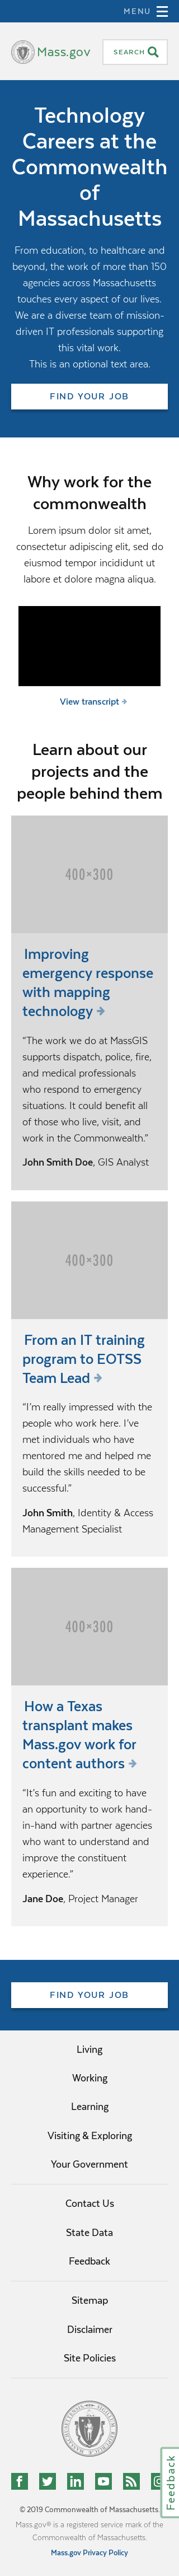 MENU
Mass.gov
SEARCH
Technology
Careers at the
Commonwealth
of
Massachusetts
From education, to healthcare and
beyond, the work of more than 150
agencies across Massachusetts
touches every aspect of our lives.
We are a diverse team of mission-
driven IT professionals supporting
this vital work.
This is an optional text area.
FIND YOUR JOB
Why work for the
commonwealth
Lorem ipsum dolor sit amet,
consectetur adipiscing elit, sed do
eiusmod tempor incididunt ut
labore et dolore magna aliqua.
View transcript
Learn about our
projects and the
people behind them
400×300
Improving
emergency response
with mapping
technology
“The work we do at MassGIS
supports dispatch, police, fire,
and medical professionals
who respond to emergency
situations. It could benefit all
of those who live, visit, and
work in the Commonwealth.”
John Smith Doe, GIS Analyst
400×300
From an IT training
program to EOTSS
Team Lead
“I’m really impressed with the
people who work here. I’ve
met individuals who have
mentored me and helped me
build the skills needed to be
successful.”
John Smith, Identity & Access
Management Specialist
400×300
How a Texas
transplant makes
Mass.gov work for
content authors
“It’s fun and exciting to have
an opportunity to work hand-
in-hand with partner agencies
who want to understand and
improve the constituent
experience.”
Jane Doe, Project Manager
FIND YOUR JOB
Living
Working
Learning
Visiting & Exploring
Your Government
Contact Us
State Data
Feedback
Sitemap
Disclaimer
Site Policies
Feedback
© 2019 Commonwealth of Massachusetts.
Mass.gov® is a registered service mark of the
Commonwealth of Massachusetts.
Mass.gov Privacy Policy